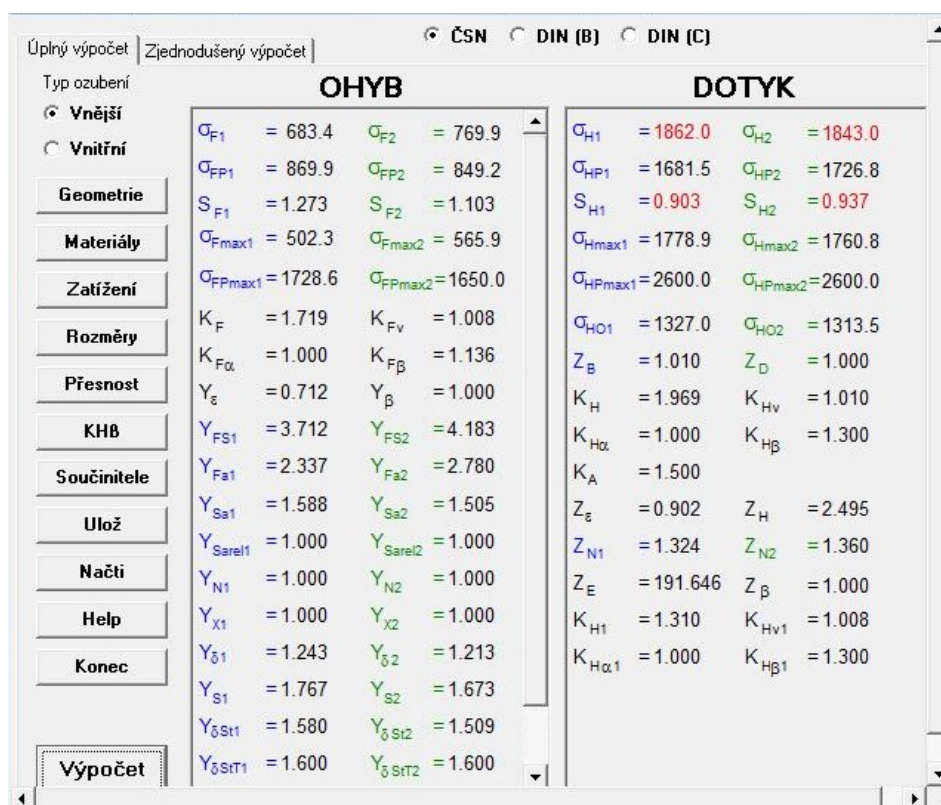 ČSN DIN (B) DIN (C)
Úplný výpočet Zjednodušený výpočet
Typ ozubení
Vnější
Vnitřní
Geometrie
Materiály
Zatížení
Rozměry
Přesnost
KHB
Součinitele
Ulož
Načti
Help
Konec
Výpočet
OHYB
σF1 = 683.4 σF2 = 769.9
σFP1 = 869.9 σFP2 = 849.2
SF1 = 1.273 SF2 = 1.103
σFmax1 = 502.3 σFmax2 = 565.9
σFPmax1 = 1728.6 σFPmax2 = 1650.0
KF = 1.719 KFv = 1.008
KFα = 1.000 KFβ = 1.136
Yε = 0.712 Yβ = 1.000
YFS1 = 3.712 YFS2 = 4.183
YFa1 = 2.337 YFa2 = 2.780
YSa1 = 1.588 YSa2 = 1.505
YSarel1 = 1.000 YSarel2 = 1.000
YN1 = 1.000 YN2 = 1.000
YX1 = 1.000 YX2 = 1.000
Yδ1 = 1.243 Yδ2 = 1.213
YS1 = 1.767 YS2 = 1.673
YδSt1 = 1.580 YδSt2 = 1.509
YδStT1 = 1.600 YδStT2 = 1.600
DOTYK
σH1 = 1862.0 σH2 = 1843.0
σHP1 = 1681.5 σHP2 = 1726.8
SH1 = 0.903 SH2 = 0.937
σHmax1 = 1778.9 σHmax2 = 1760.8
σHPmax1 = 2600.0 σHPmax2 = 2600.0
σHO1 = 1327.0 σHO2 = 1313.5
ZB = 1.010 ZD = 1.000
KH = 1.969 KHv = 1.010
KHα = 1.000 KHβ = 1.300
KA = 1.500
Zε = 0.902 ZH = 2.495
ZN1 = 1.324 ZN2 = 1.360
ZE = 191.646 Zβ = 1.000
KH1 = 1.310 KHv1 = 1.008
KHα1 = 1.000 KHβ1 = 1.300